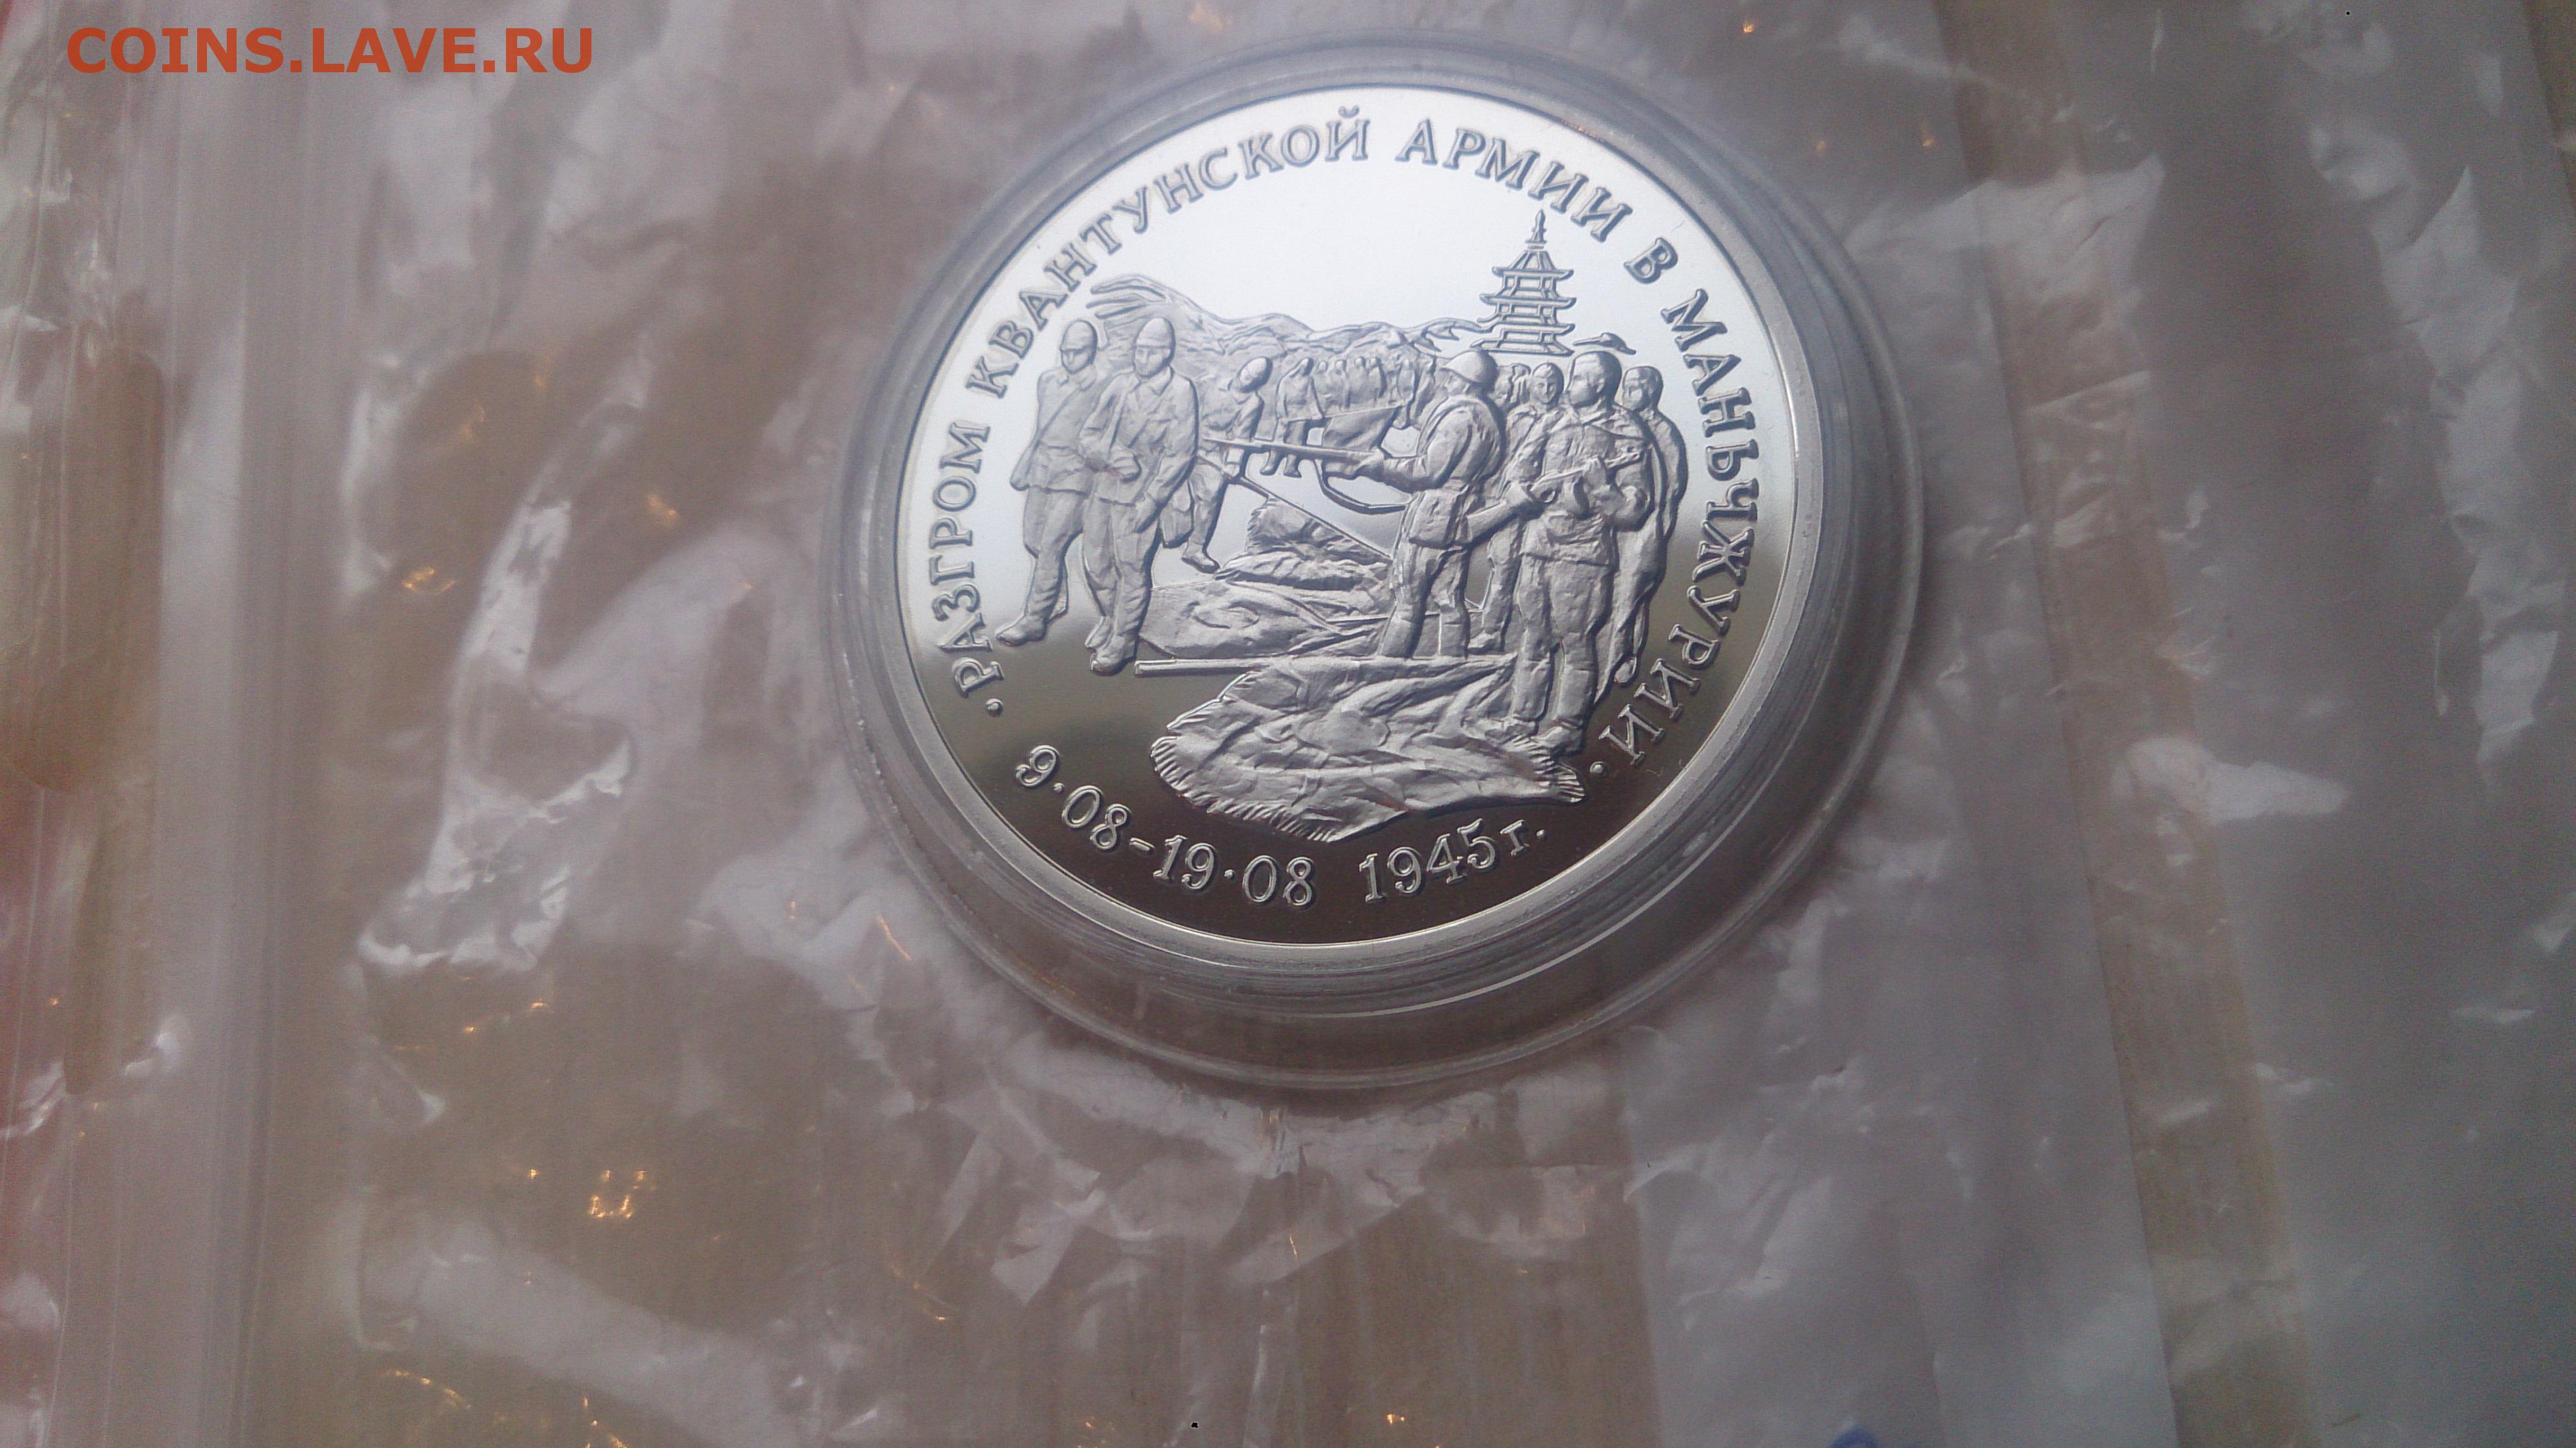 COINS.LAVE.RU
· РАЗГРОМ КВАНТУНСКОЙ АРМИИ В МАНЬЧЖУРИИ ·
9·08-19·08 1945г.